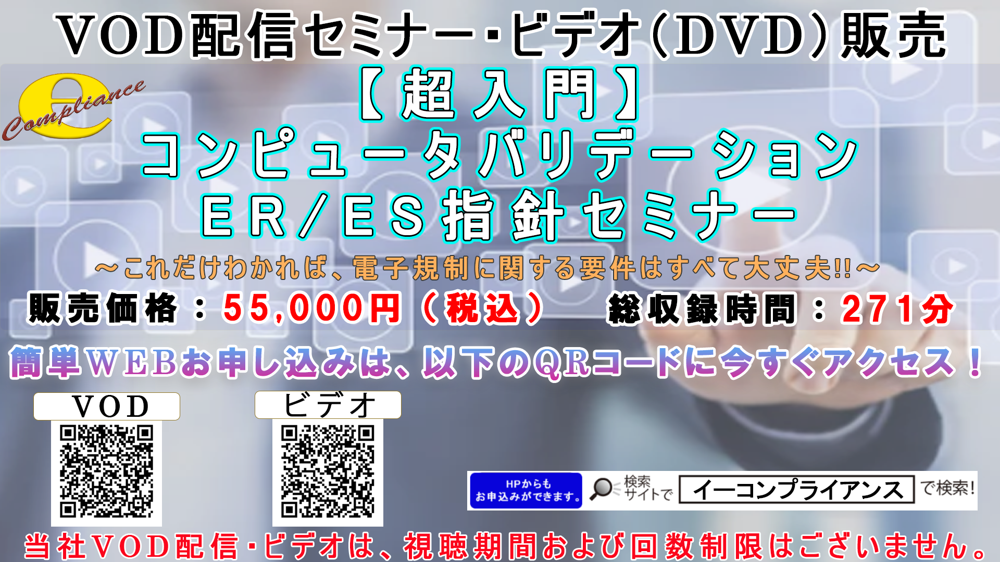 VOD配信セミナー・ビデオ(DVD)販売
e Compliance
【超入門】
コンピュータバリデーション
ER/ES指針セミナー
～これだけわかれば、電子規制に関する要件はすべて大丈夫!!～
販売価格：55,000円（税込） 総収録時間：271分
簡単WEBお申し込みは、以下のQRコードに今すぐアクセス！
VOD
ビデオ
HPからも
お申込みができます。
検索
サイトで
イーコンプライアンス
で検索!
当社VOD配信・ビデオは、視聴期間および回数制限はございません。